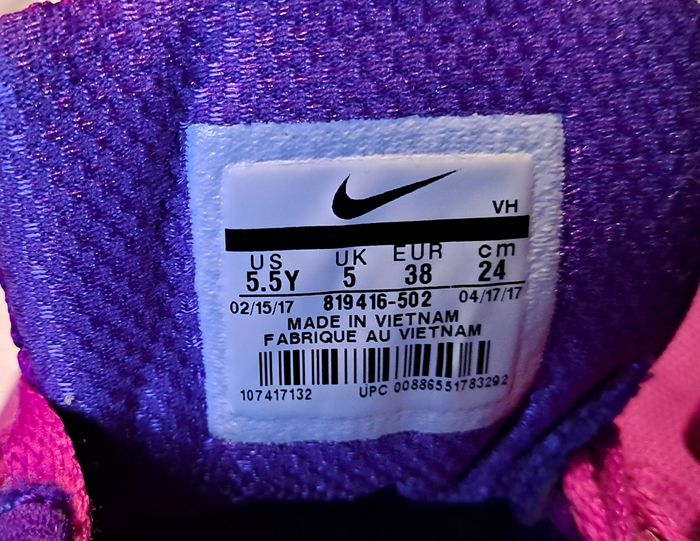 VH
US UK EUR cm
5.5Y 5 38 24
02/15/17 819416-502 04/17/17
MADE IN VIETNAM
FABRIQUE AU VIETNAM
107417132 UPC 00886551783292